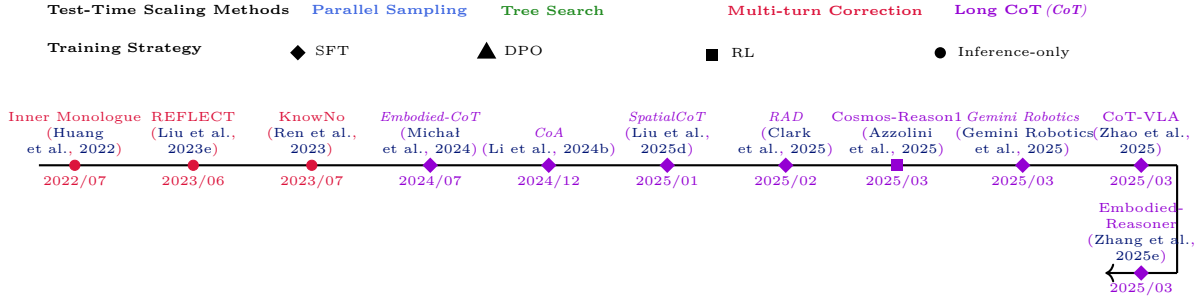 Test-Time Scaling Methods Parallel Sampling Tree Search Multi-turn Correction Long CoT (CoT)
Training Strategy SFT DPO RL Inference-only
Inner Monologue
(Huang
et al., 2022)
2022/07
REFLECT
(Liu et al.,
2023e)
2023/06
KnowNo
(Ren et al.,
2023)
2023/07
Embodied-CoT
(Michał
et al., 2024)
2024/07
CoA
(Li et al., 2024b)
2024/12
SpatialCoT
(Liu et al.,
2025d)
2025/01
RAD
(Clark
et al., 2025)
2025/02
Cosmos-Reason1
(Azzolini
et al., 2025)
2025/03
Gemini Robotics
(Gemini Robotics
et al., 2025)
2025/03
CoT-VLA
(Zhao et al.,
2025)
2025/03
Embodied-
Reasoner
(Zhang et al.,
2025e)
2025/03